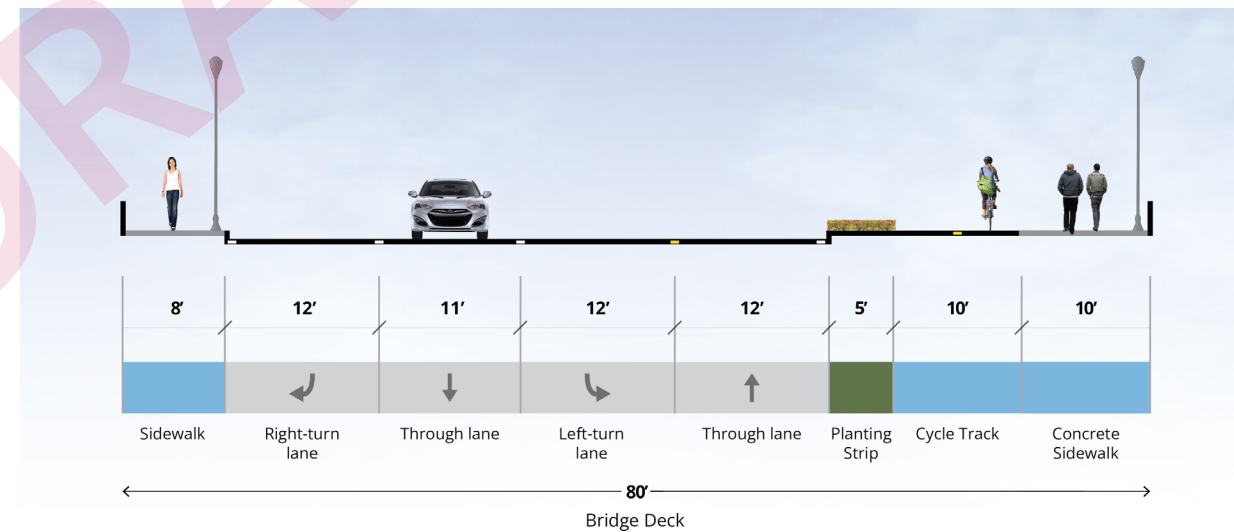 DRA
8’ 12’ 11’ 12’ 12’ 5’ 10’ 10’
Sidewalk Right-turn Through lane Left-turn Through lane Planting Cycle Track Concrete
lane lane Strip Sidewalk
80’
Bridge Deck